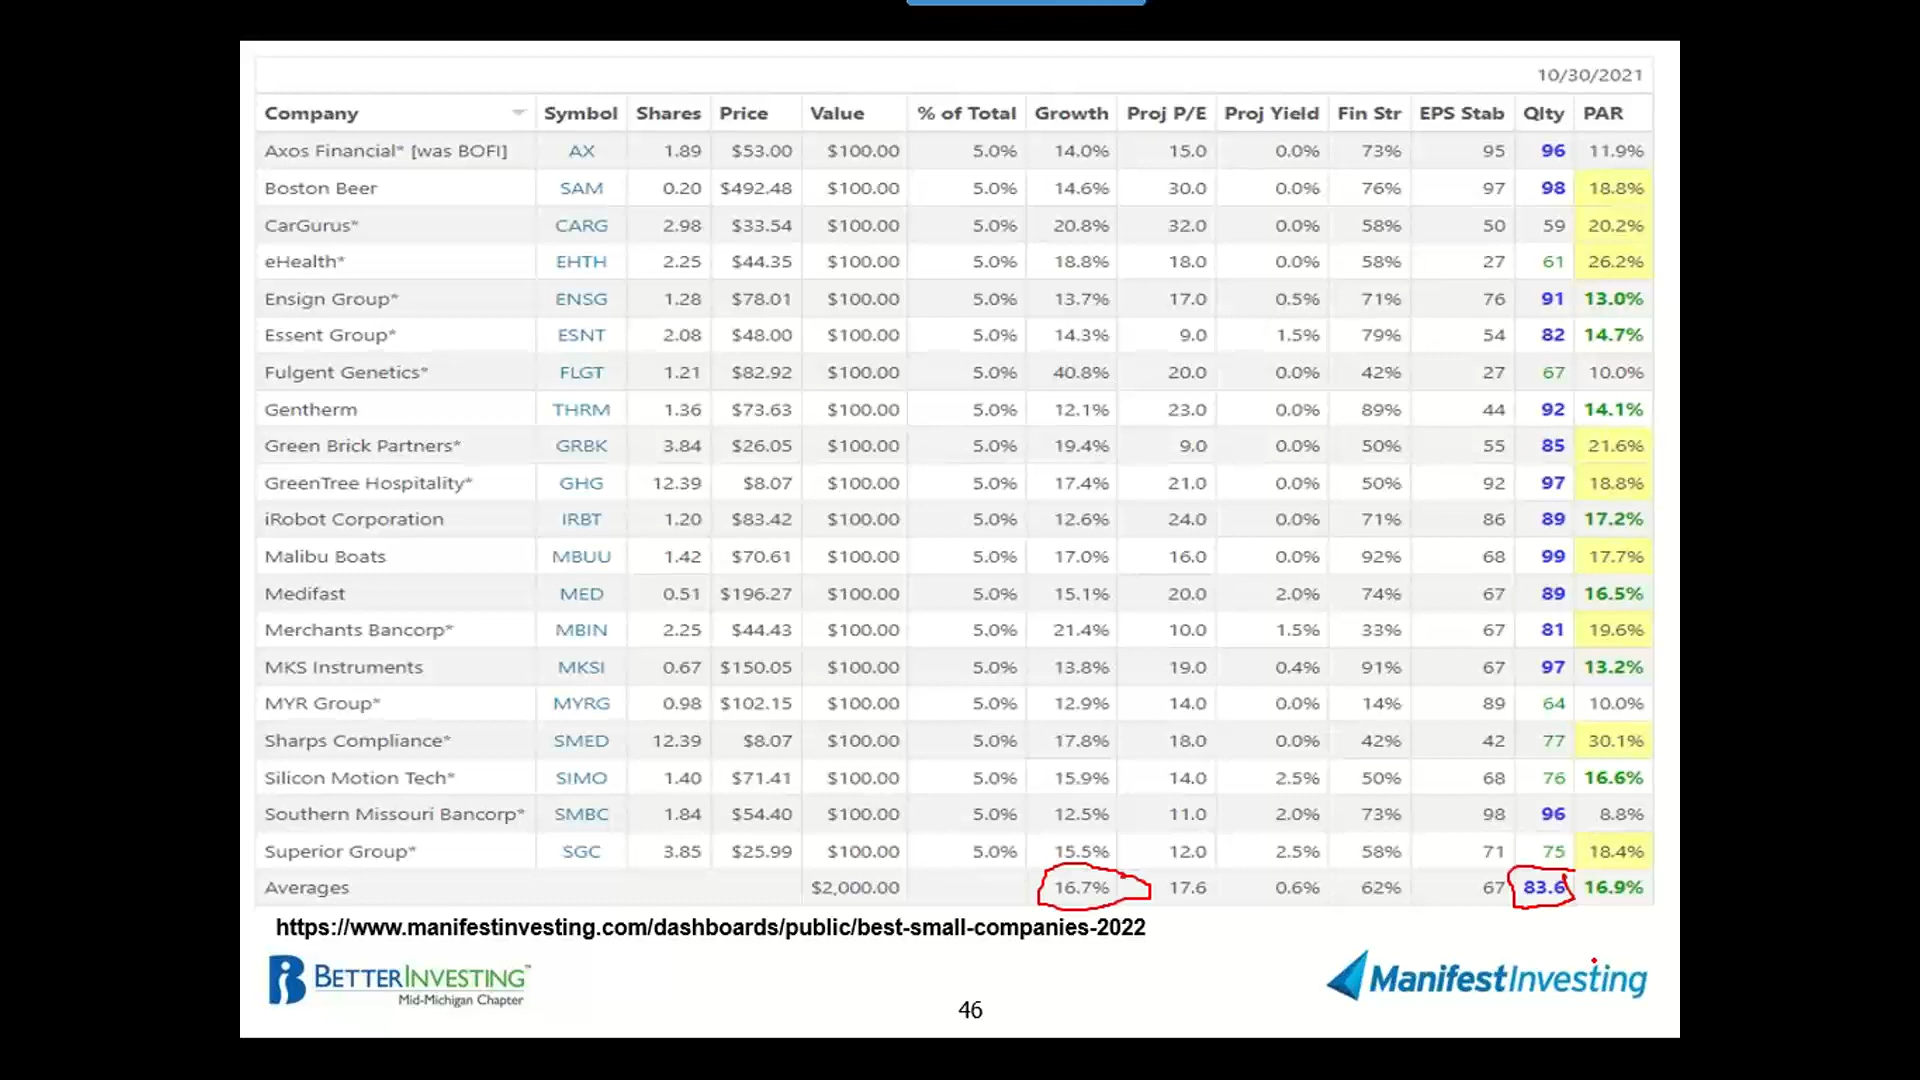 10/30/2021
Company Symbol Shares Price Value % of Total Growth Proj P/E Proj Yield Fin Str EPS Stab Qlty PAR
Axos Financial* [was BOFI] AX 1.89 $53.00 $100.00 5.0% 14.0% 15.0 0.0% 73% 95 96 11.9%
Boston Beer SAM 0.20 $492.48 $100.00 5.0% 14.6% 30.0 0.0% 76% 97 98 18.8%
CarGurus* CARG 2.98 $33.54 $100.00 5.0% 20.8% 32.0 0.0% 58% 50 59 20.2%
eHealth* EHTH 2.25 $44.35 $100.00 5.0% 18.8% 18.0 0.0% 58% 27 61 26.2%
Ensign Group* ENSG 1.28 $78.01 $100.00 5.0% 13.7% 17.0 0.5% 71% 76 91 13.0%
Essent Group* ESNT 2.08 $48.00 $100.00 5.0% 14.3% 9.0 1.5% 79% 54 82 14.7%
Fulgent Genetics* FLGT 1.21 $82.92 $100.00 5.0% 40.8% 20.0 0.0% 42% 27 67 10.0%
Gentherm THRM 1.36 $73.63 $100.00 5.0% 12.1% 23.0 0.0% 89% 44 92 14.1%
Green Brick Partners* GRBK 3.84 $26.05 $100.00 5.0% 19.4% 9.0 0.0% 50% 55 85 21.6%
GreenTree Hospitality* GHG 12.39 $8.07 $100.00 5.0% 17.4% 21.0 0.0% 50% 92 97 18.8%
iRobot Corporation IRBT 1.20 $83.42 $100.00 5.0% 12.6% 24.0 0.0% 71% 86 89 17.2%
Malibu Boats MBUU 1.42 $70.61 $100.00 5.0% 17.0% 16.0 0.0% 92% 68 99 17.7%
Medifast MED 0.51 $196.27 $100.00 5.0% 15.1% 20.0 2.0% 74% 67 89 16.5%
Merchants Bancorp* MBIN 2.25 $44.43 $100.00 5.0% 21.4% 10.0 1.5% 33% 67 81 19.6%
MKS Instruments MKSI 0.67 $150.05 $100.00 5.0% 13.8% 19.0 0.4% 91% 67 97 13.2%
MYR Group* MYRG 0.98 $102.15 $100.00 5.0% 12.9% 14.0 0.0% 14% 89 64 10.0%
Sharps Compliance* SMED 12.39 $8.07 $100.00 5.0% 17.8% 18.0 0.0% 42% 42 77 30.1%
Silicon Motion Tech* SIMO 1.40 $71.41 $100.00 5.0% 15.9% 14.0 2.5% 50% 68 76 16.6%
Southern Missouri Bancorp* SMBC 1.84 $54.40 $100.00 5.0% 12.5% 11.0 2.0% 73% 98 96 8.8%
Superior Group* SGC 3.85 $25.99 $100.00 5.0% 15.5% 12.0 2.5% 58% 71 75 18.4%
Averages $2,000.00 16.7% 17.6 0.6% 62% 67 83.6 16.9%
https://www.manifestinvesting.com/dashboards/public/best-small-companies-2022
BETTERINVESTING™
Mid-Michigan Chapter
ManifestInvesting
46